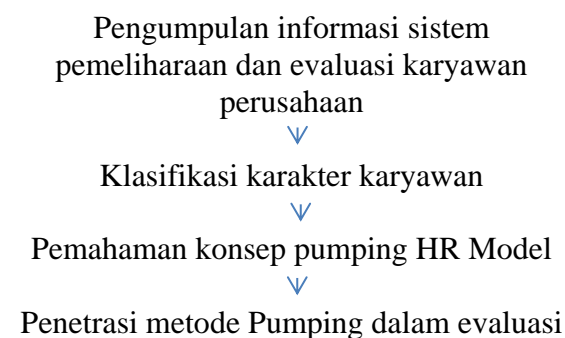 Pengumpulan informasi sistem
pemeliharaan dan evaluasi karyawan
perusahaan
Klasifikasi karakter karyawan
Pemahaman konsep pumping HR Model
Penetrasi metode Pumping dalam evaluasi